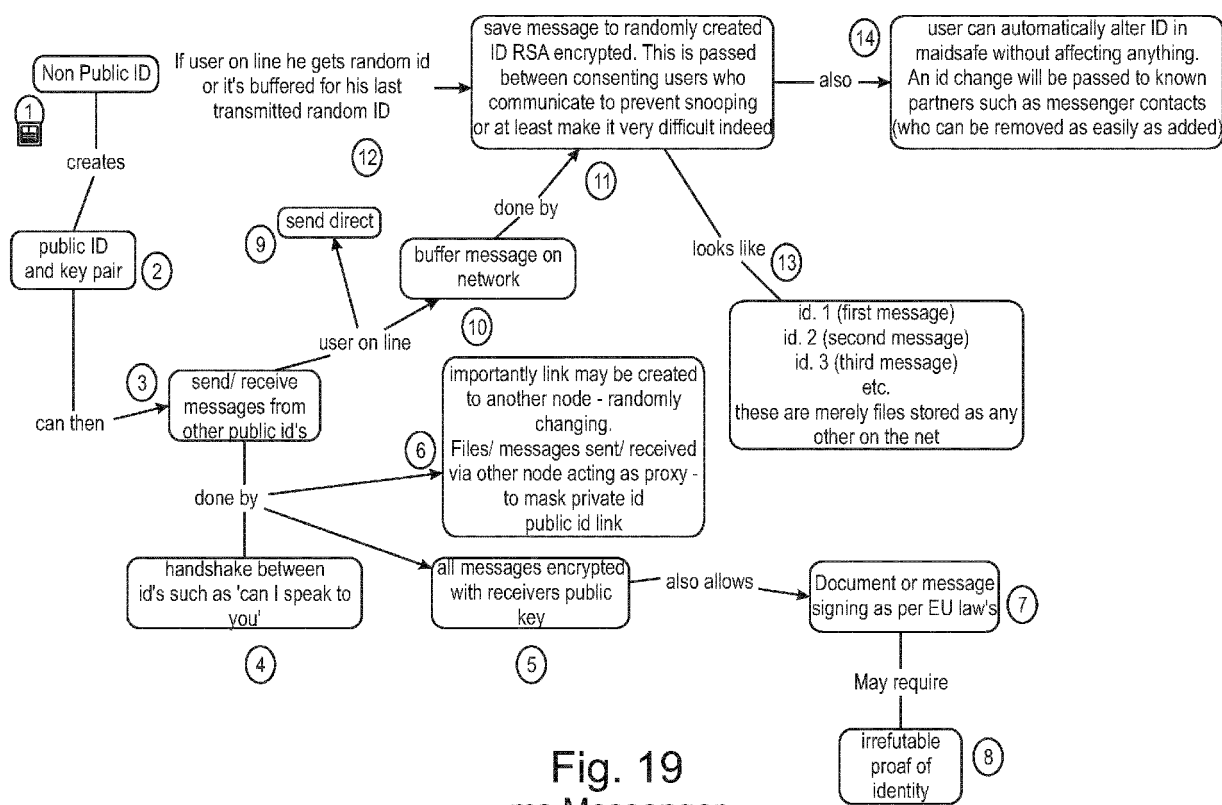 Non Public ID
1
creates
public ID
and key pair
2
can then
3
send/ receive
messages from
other public id's
done by
handshake between
id's such as 'can I speak to
you'
4
all messages encrypted
with receivers public
key
5
importantly link may be created
to another node - randomly
changing.
Files/ messages sent/ received
via other node acting as proxy -
to mask private id
public id link
6
also allows
Document or message
signing as per EU law's
7
May require
irrefutable
proaf of
identity
8
user on line
send direct
9
buffer message on
network
10
done by
11
If user on line he gets random id
or it's buffered for his last
transmitted random ID
12
save message to randomly created
ID RSA encrypted. This is passed
between consenting users who
communicate to prevent snooping
or at least make it very difficult indeed
looks like
13
id. 1 (first message)
id. 2 (second message)
id. 3 (third message)
etc.
these are merely files stored as any
other on the net
also
14
user can automatically alter ID in
maidsafe without affecting anything.
An id change will be passed to known
partners such as messenger contacts
(who can be removed as easily as added)
Fig. 19
ms Messenger